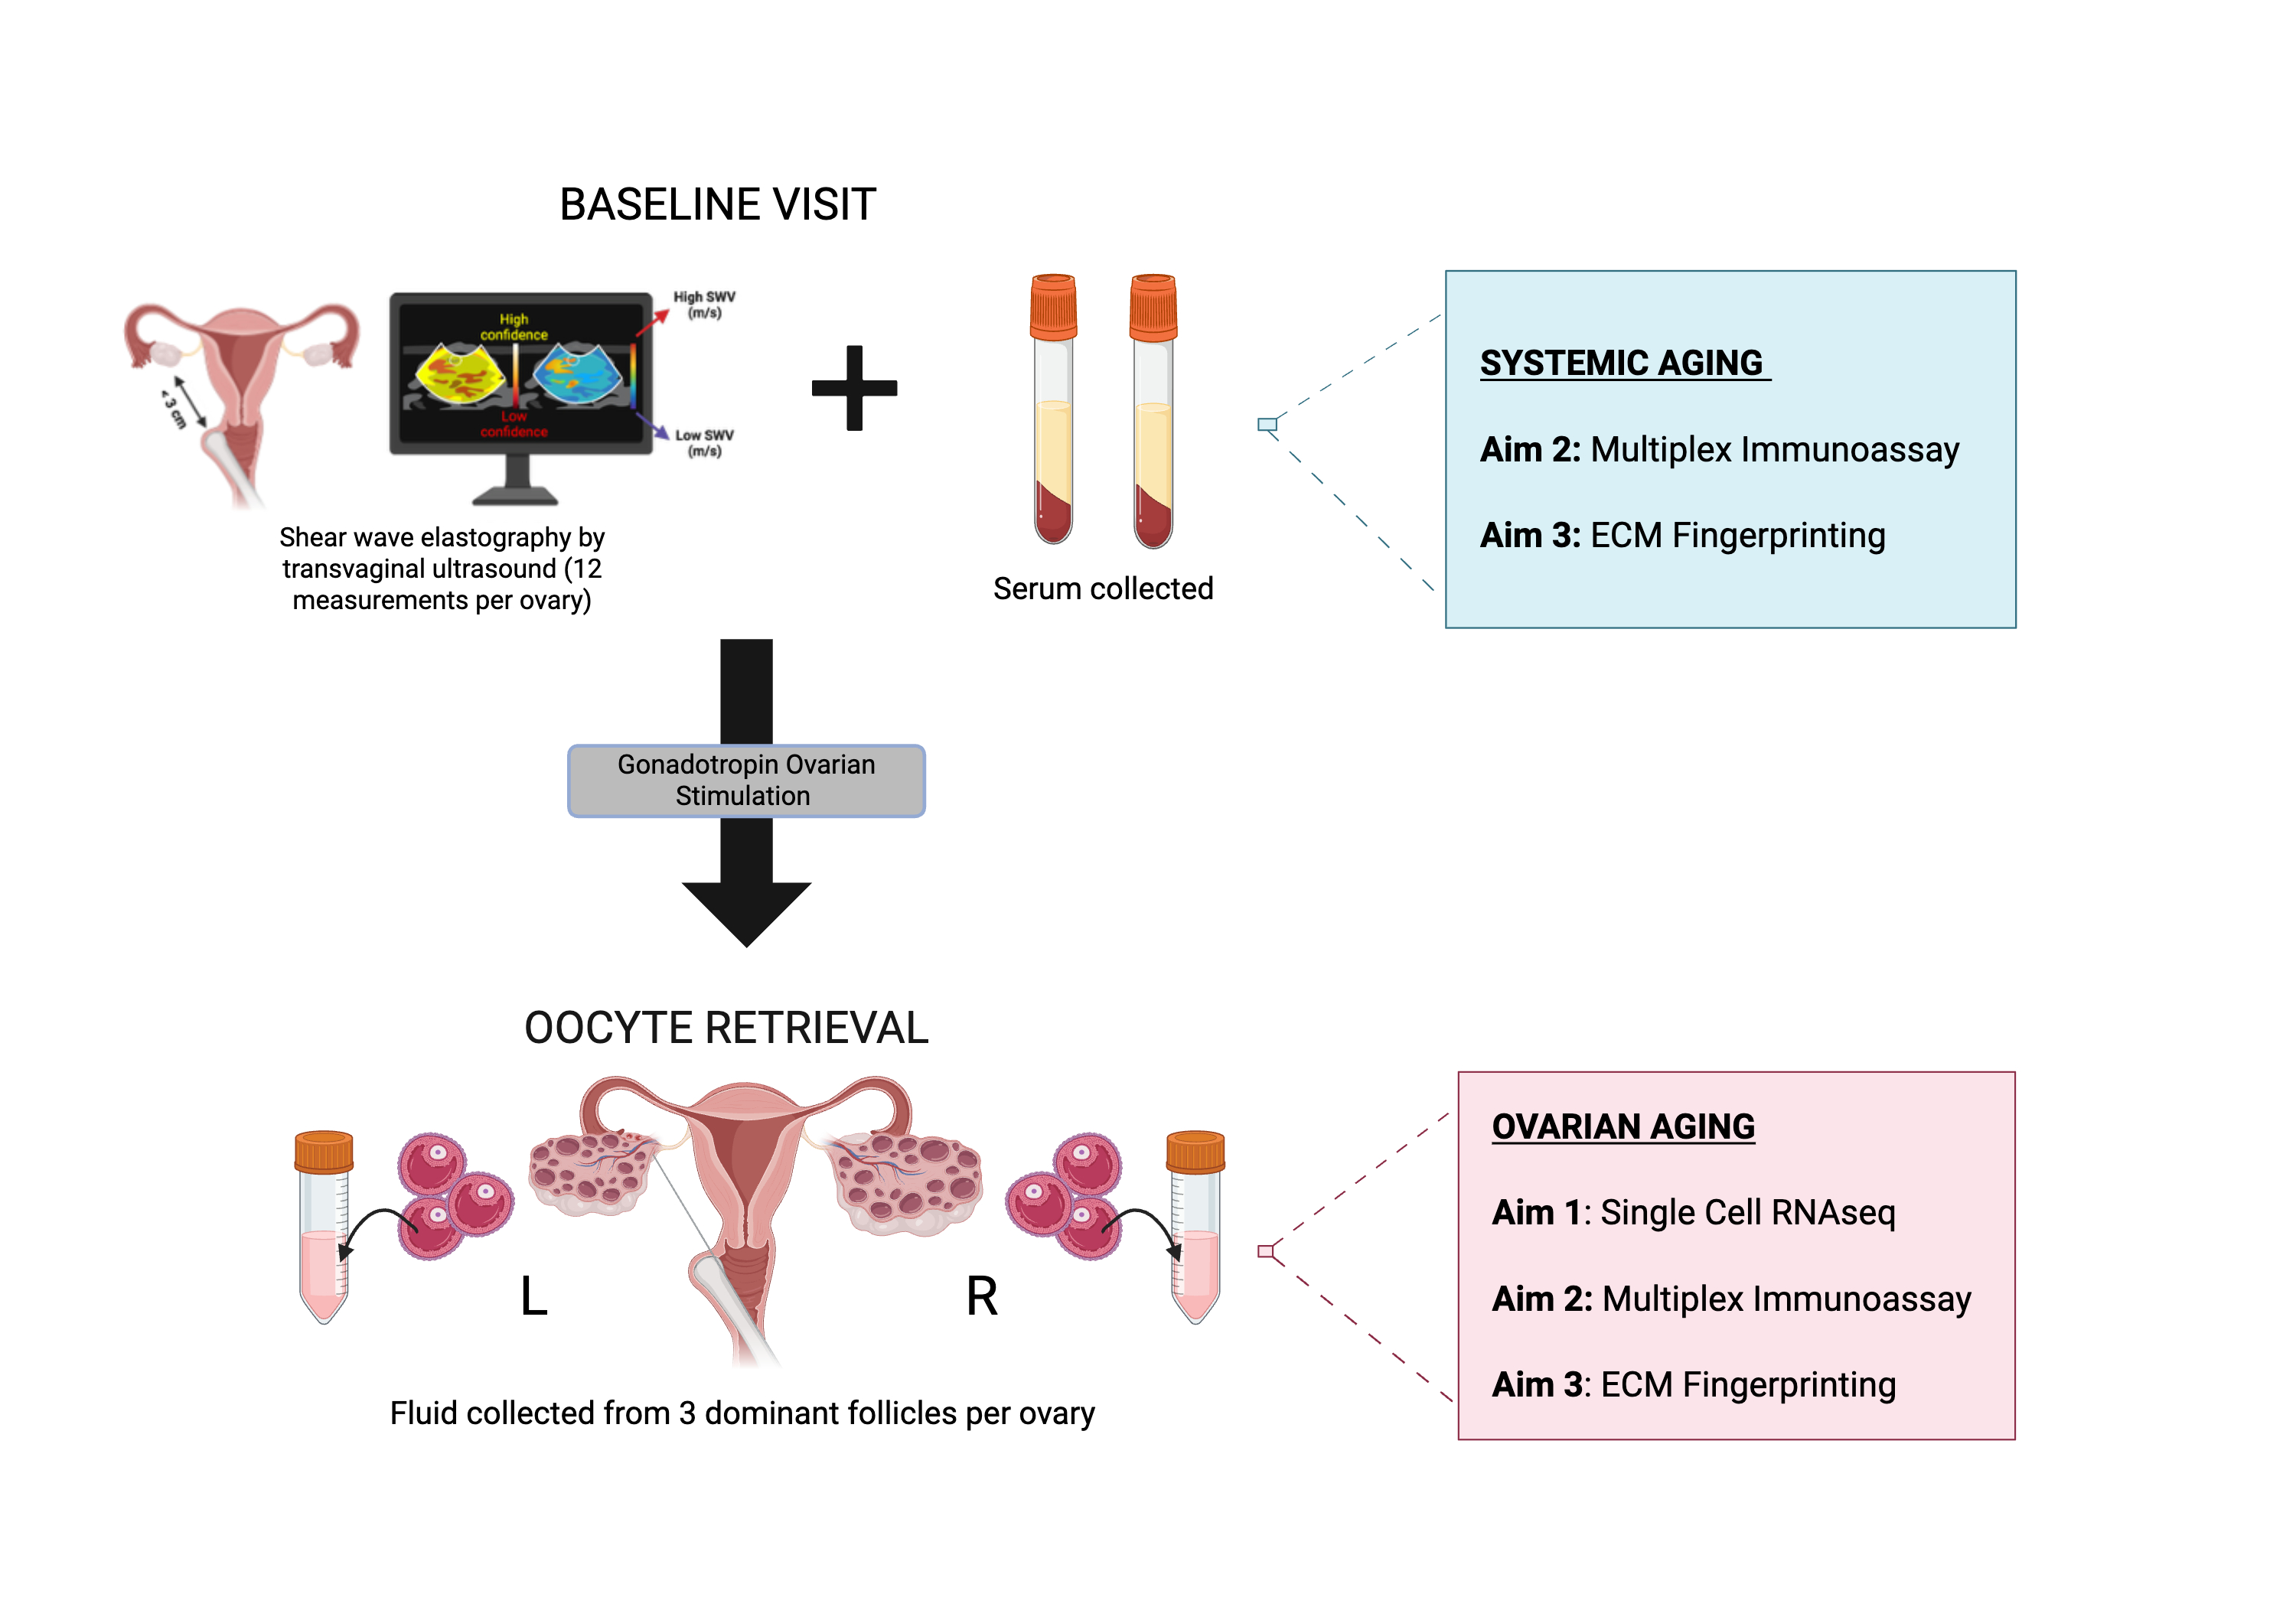 BASELINE VISIT
High SWV
(m/s)
High
confidence
Low
confidence
Low SWV
(m/s)
< 3 cm
Shear wave elastography by
transvaginal ultrasound (12
measurements per ovary)
Serum collected
SYSTEMIC AGING
Aim 2: Multiplex Immunoassay
Aim 3: ECM Fingerprinting
Gonadotropin Ovarian
Stimulation
OOCYTE RETRIEVAL
L
R
Fluid collected from 3 dominant follicles per ovary
OVARIAN AGING
Aim 1: Single Cell RNAseq
Aim 2: Multiplex Immunoassay
Aim 3: ECM Fingerprinting